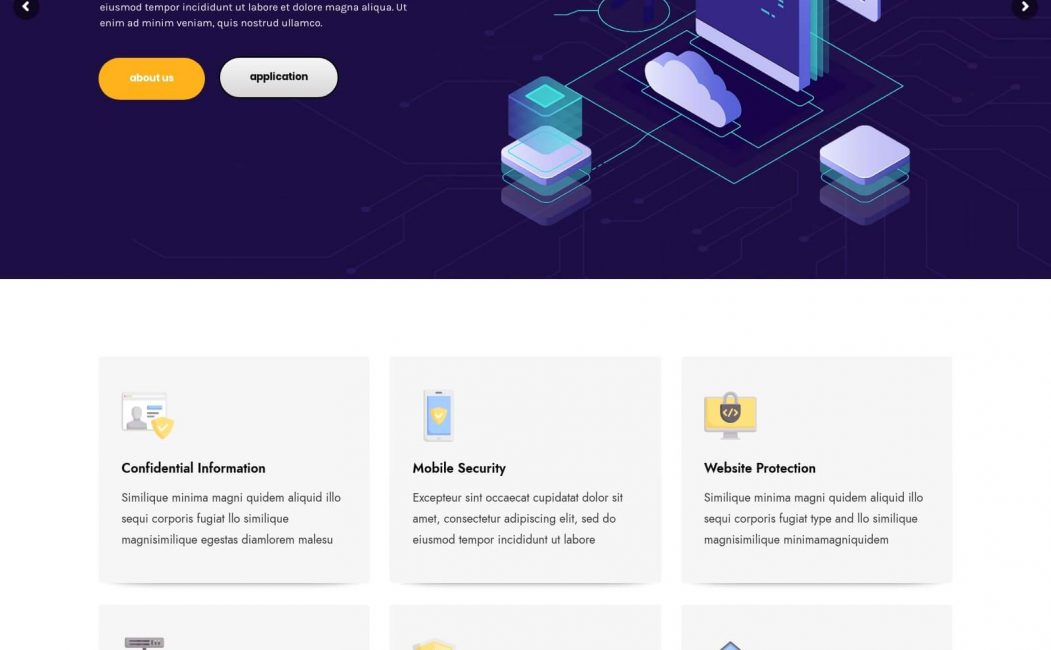 eiusmod tempor incididunt ut labore et dolore magna aliqua. Ut
enim ad minim veniam, quis nostrud ullamco.
about us
application
Confidential Information
Similique minima magni quidem aliquid illo
sequi corporis fugiat llo similique
magnisimilique egestas diamlorem malesu
Mobile Security
Excepteur sint occaecat cupidatat dolor sit
amet, consectetur adipiscing elit, sed do
eiusmod tempor incididunt ut labore
Website Protection
Similique minima magni quidem aliquid illo
sequi corporis fugiat type and llo similique
magnisimilique minimamagniquidem